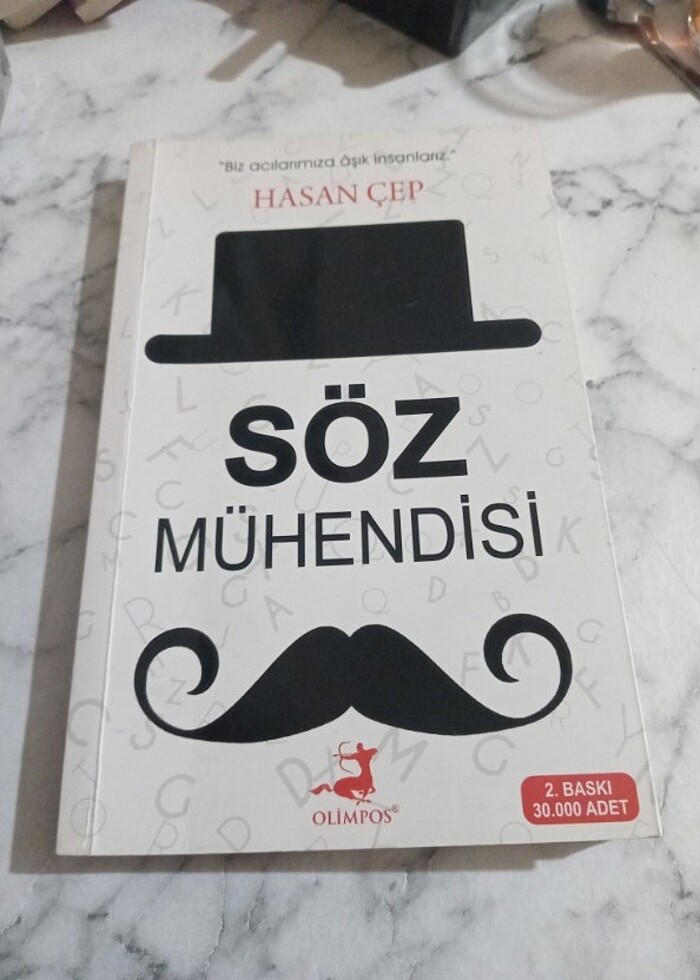 "Biz acılarımıza âşık insanlarız."
HASAN ÇEP
SÖZ
MÜHENDİSİ
OLİMPOS®
2. BASKI
30.000 ADET